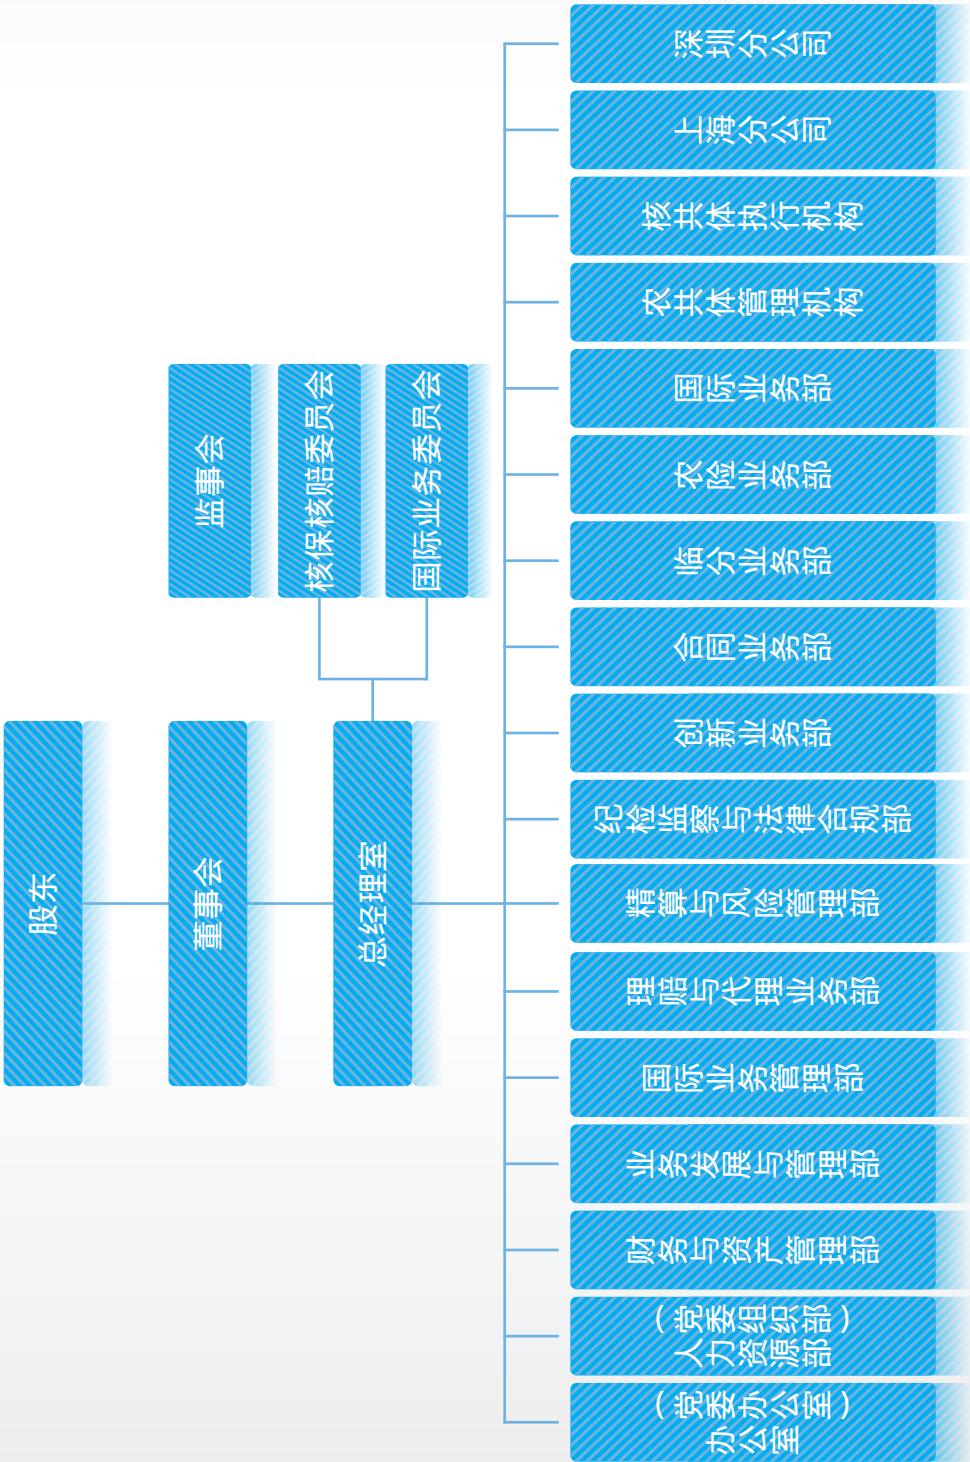 股东
董事会
总经理室
监事会
核保核赔委员会
国际业务委员会
深圳分公司
上海分公司
核共体执行机构
农共体管理机构
国际业务部
农险业务部
临分业务部
合同业务部
创新业务部
纪检监察与法律合规部
精算与风险管理部
理赔与代理业务部
国际业务管理部
业务发展与管理部
财务与资产管理部
（党委组织部）
人力资源部
（党委办公室）
办公室